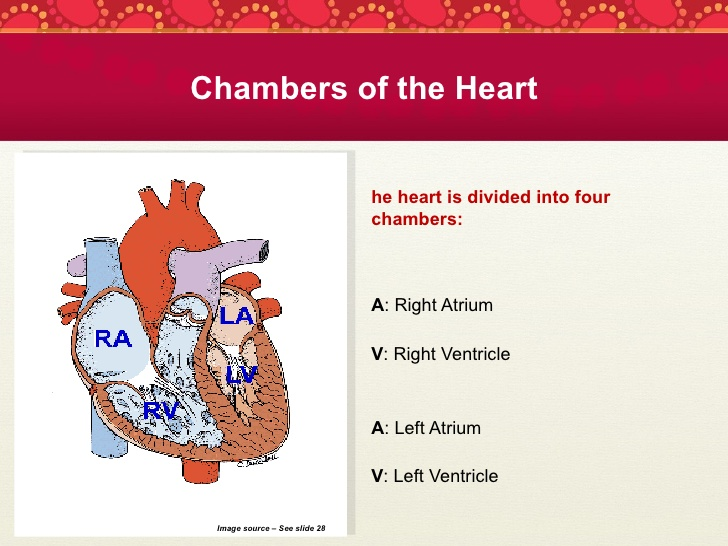 Chambers of the Heart
he heart is divided into four
chambers:
A: Right Atrium
V: Right Ventricle
A: Left Atrium
V: Left Ventricle
RA
LA
LV
RV
Image source – See slide 28